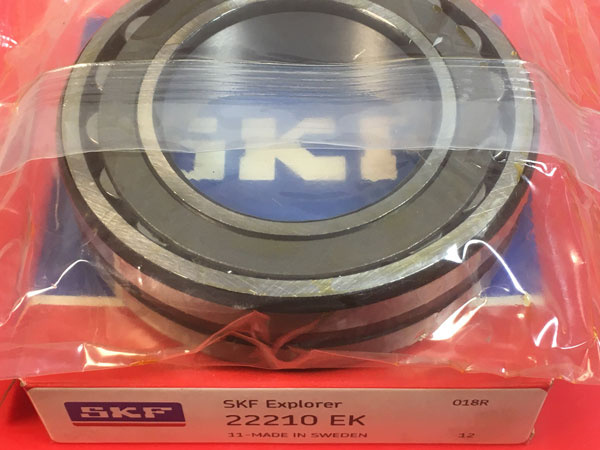 SKF
SKF
SKF Explorer
018R
22210 EK
11-MADE IN SWEDEN
12